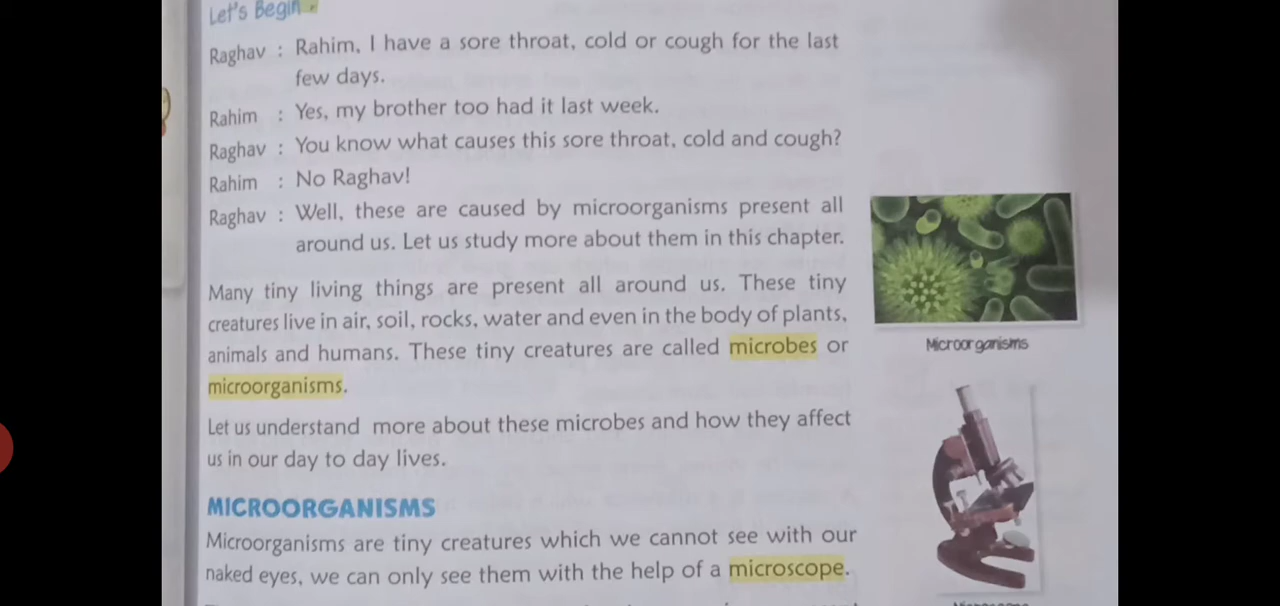 Let's Begin
Raghav : Rahim, I have a sore throat, cold or cough for the last
few days.
Rahim : Yes, my brother too had it last week.
Raghav : You know what causes this sore throat, cold and cough?
Rahim : No Raghav!
Raghav : Well, these are caused by microorganisms present all
around us. Let us study more about them in this chapter.
Many tiny living things are present all around us. These tiny
creatures live in air, soil, rocks, water and even in the body of plants,
animals and humans. These tiny creatures are called microbes or
microorganisms.
Let us understand more about these microbes and how they affect
us in our day to day lives.
MICROORGANISMS
Microorganisms are tiny creatures which we cannot see with our
naked eyes, we can only see them with the help of a microscope.
Microorganisms